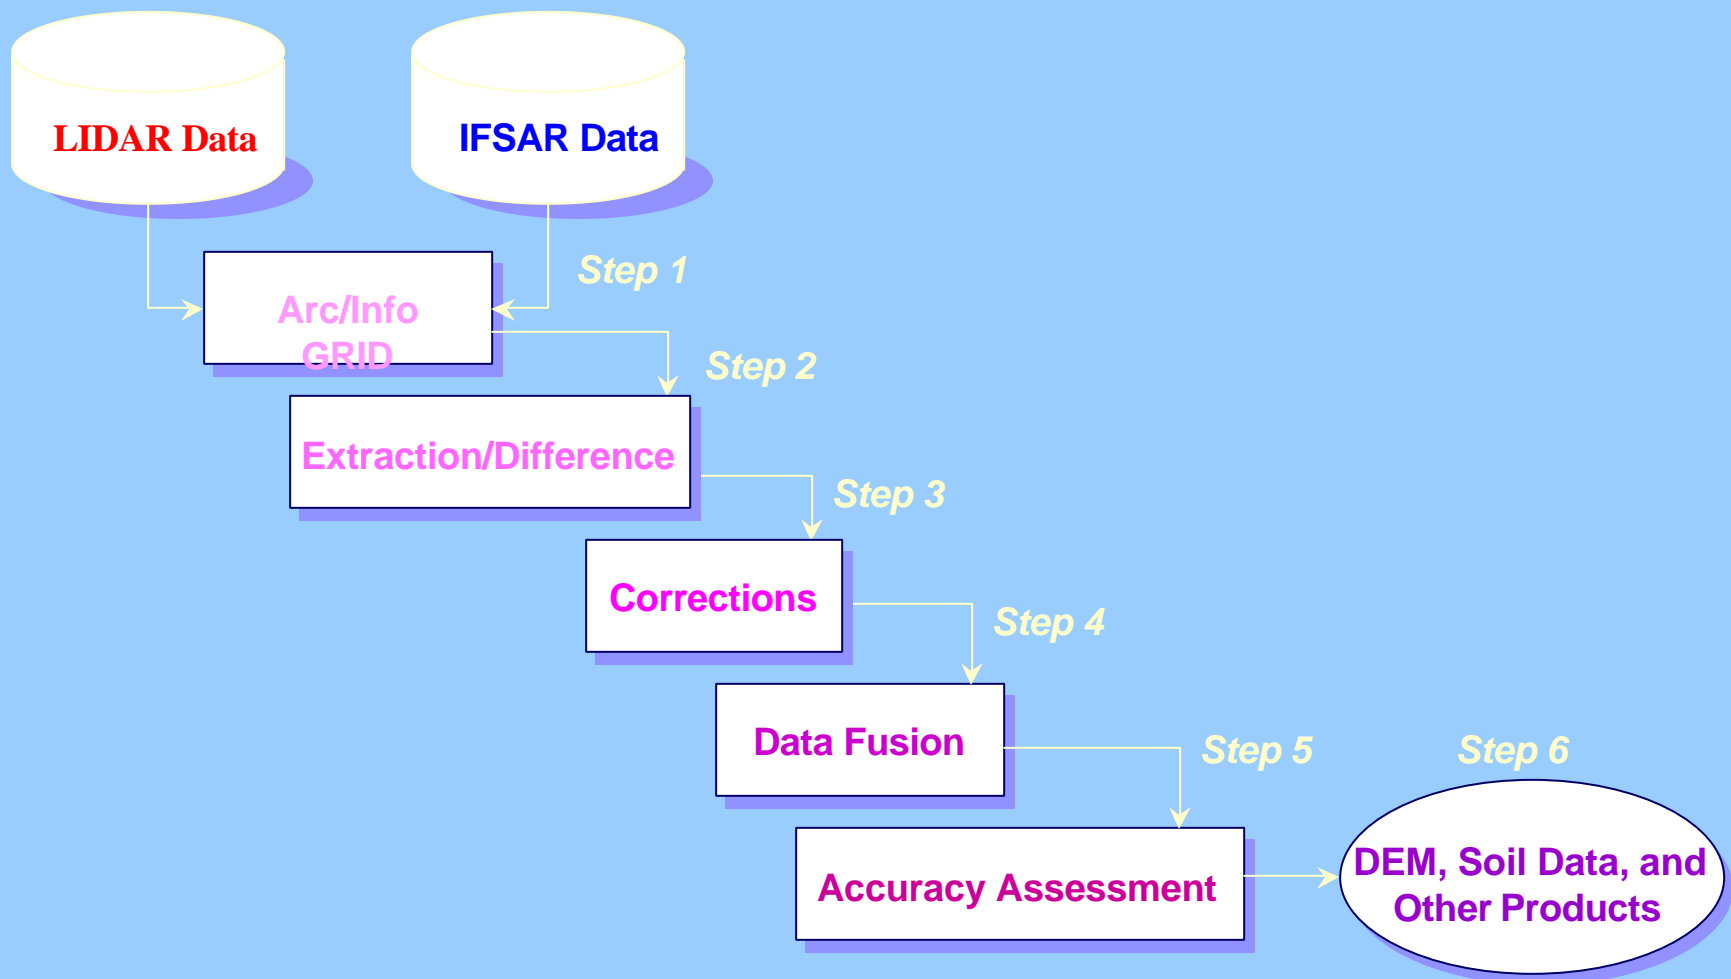 LIDAR Data
IFSAR Data
Step 1
Arc/Info
GRID
Step 2
Extraction/Difference
Step 3
Corrections
Step 4
Data Fusion
Step 5
Step 6
Accuracy Assessment
DEM, Soil Data, and
Other Products